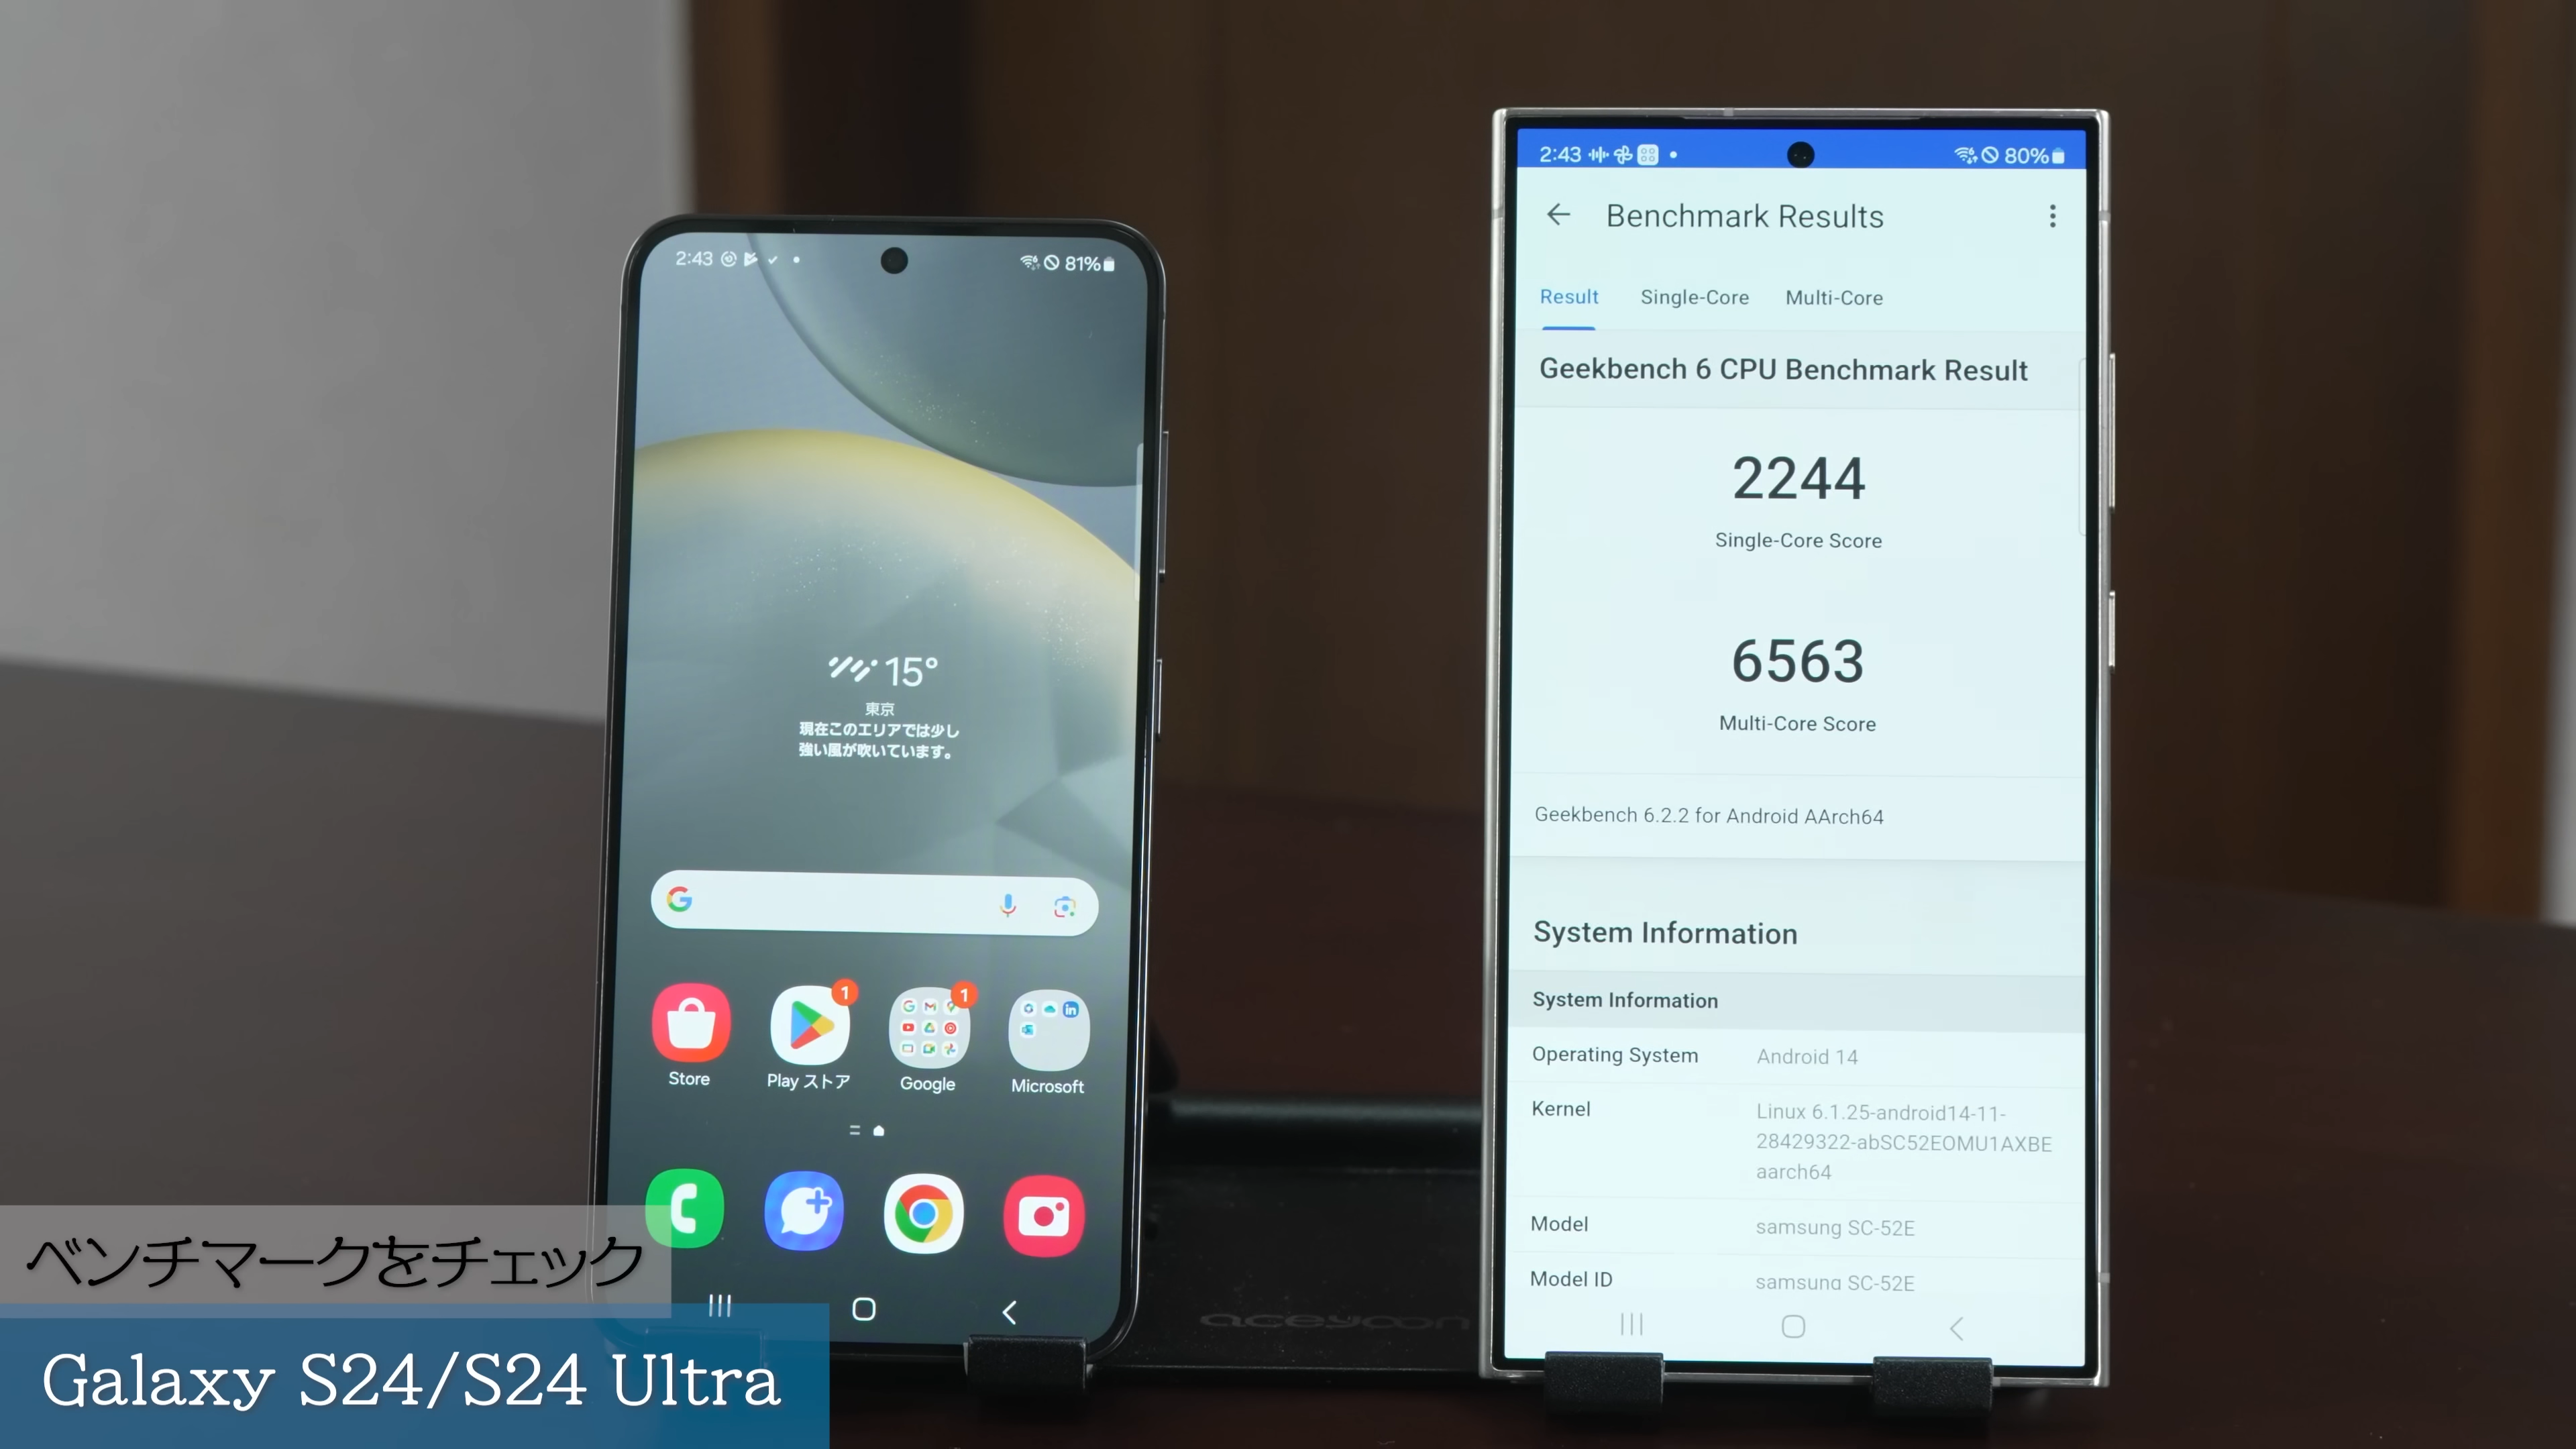 2:43
81%
15°
東京
現在このエリアでは少し
強い風が吹いています。
1
1
Store
Play ストア
Google
Microsoft
2:43
80%
Benchmark Results
Result Single-Core Multi-Core
Geekbench 6 CPU Benchmark Result
2244
Single-Core Score
6563
Multi-Core Score
Geekbench 6.2.2 for Android AArch64
System Information
System Information
Operating System Android 14
Kernel Linux 6.1.25-android14-11-
28429322-abSC52EOMU1AXBE
aarch64
Model samsung SC-52E
Model ID samsung SC-52E
aceyoon
ベンチマークをチェック
Galaxy S24/S24 Ultra